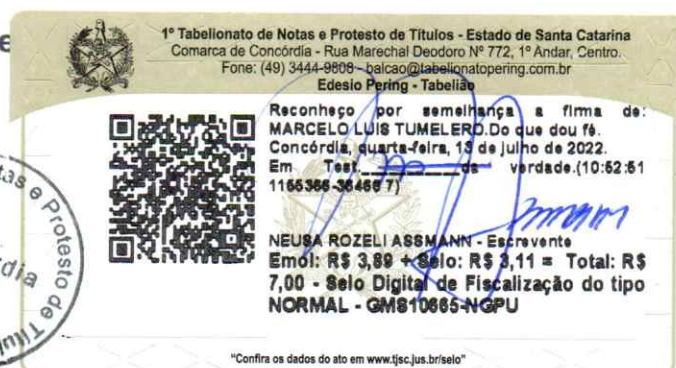 1º Tabelionato de Notas e Protesto de Títulos - Estado de Santa Catarina
Comarca de Concórdia - Rua Marechal Deodoro Nº 772, 1º Andar, Centro.
Fone: (49) 3444-9808 - balcao@tabelionatopering.com.br
Edesio Pering - Tabelião
Reconheço por semelhança a firma de:
MARCELO LUIS TUMELERO.Do que dou fé.
Concórdia, quarta-feira, 13 de julho de 2022.
Em Test. da verdade.(10:52:51
NEUSA ROZELI ASSMANN - Escrevente
Emol: R$ 3,89 + Selo: R$ 3,11 = Total: R$
7,00 - Selo Digital de Fiscalização do tipo
NORMAL - GMS10665-NGPU
"Confira os dados do ato em www.tjsc.jus.br/selo"
tas e Protesto de Títul